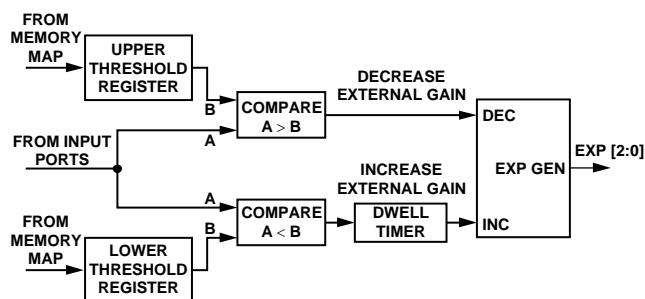 FROM
MEMORY
MAP
UPPER
THRESHOLD
REGISTER
B
COMPARE
A > B
A
DECREASE
EXTERNAL GAIN
DEC
FROM INPUT
PORTS
EXP GEN
EXP [2:0]
INCREASE
EXTERNAL GAIN
A
COMPARE
A < B
B
DWELL
TIMER
INC
FROM
MEMORY
MAP
LOWER
THRESHOLD
REGISTER